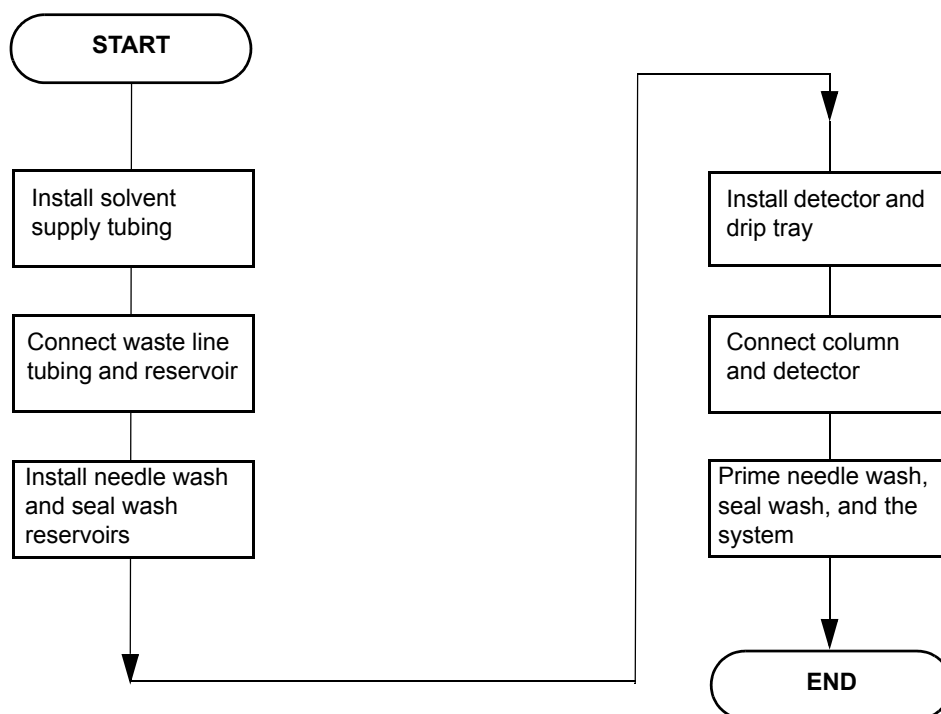 START
Install solvent
supply tubing
Connect waste line
tubing and reservoir
Install needle wash
and seal wash
reservoirs
Install detector and
drip tray
Connect column
and detector
Prime needle wash,
seal wash, and the
system
END